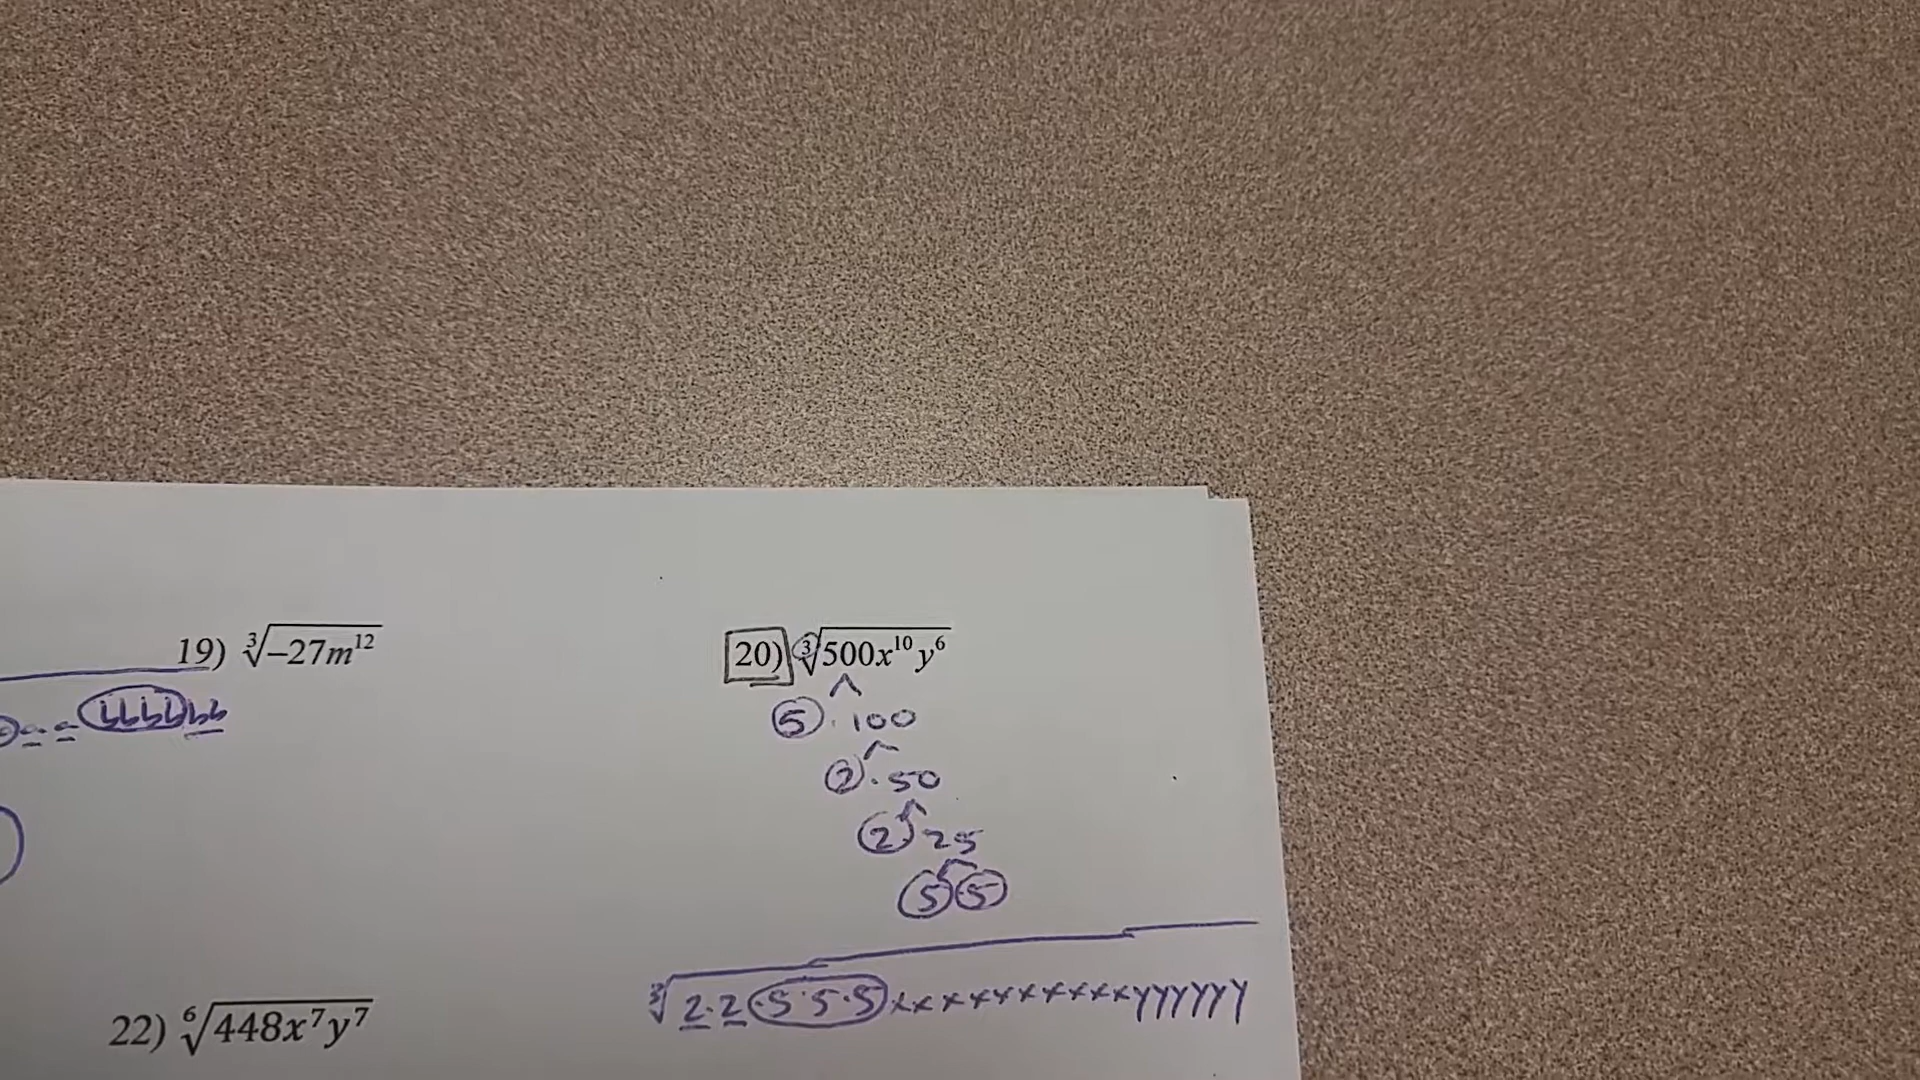 19) ∛−27m¹²
20) ∛500x¹⁰y⁶
5 · 100
2 · 50
2 · 25
5 · 5
∛2·2·5·5·5xxxxxxxxxxyyyyyy
22) ⁶√448x⁷y⁷